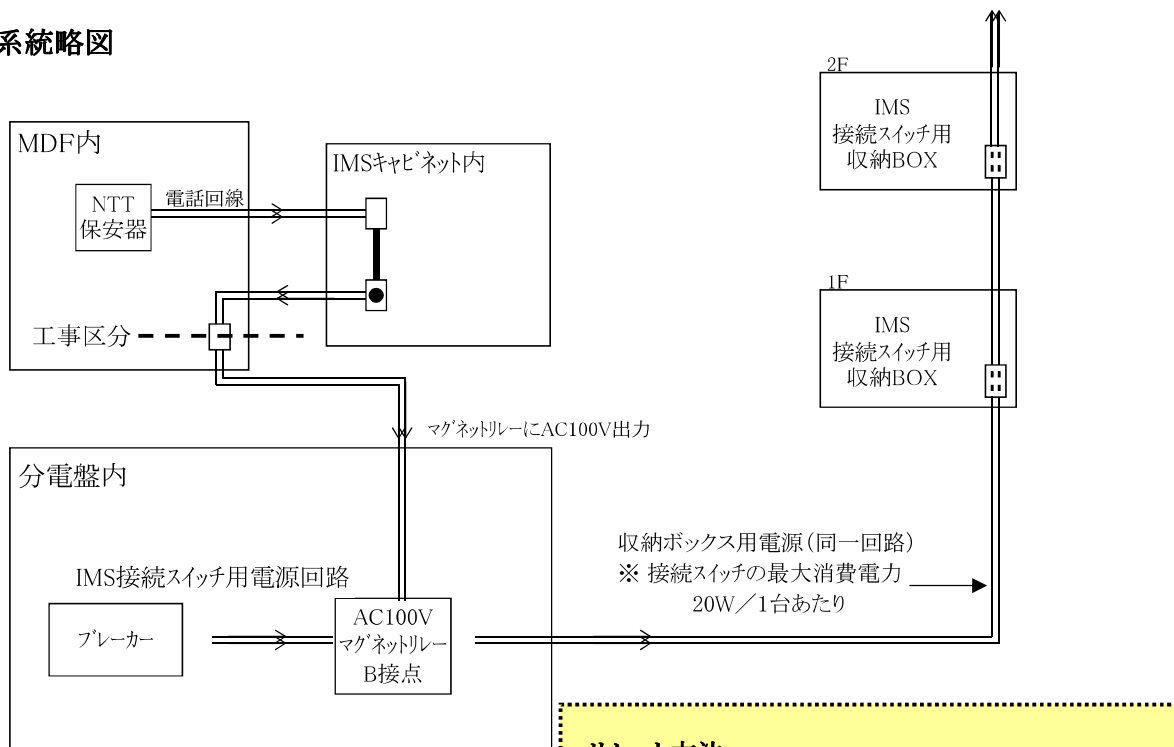 系統略図
MDF内
NTT
保安器
電話回線
IMSキャビネット内
工事区分
マグネットリレーにAC100V出力
分電盤内
IMS接続スイッチ用電源回路
ブレーカー
AC100V
マグネットリレー
B接点
2F
IMS
接続スイッチ用
収納BOX
1F
IMS
接続スイッチ用
収納BOX
収納ボックス用電源（同一回路）
※ 接続スイッチの最大消費電力
20W／1台あたり